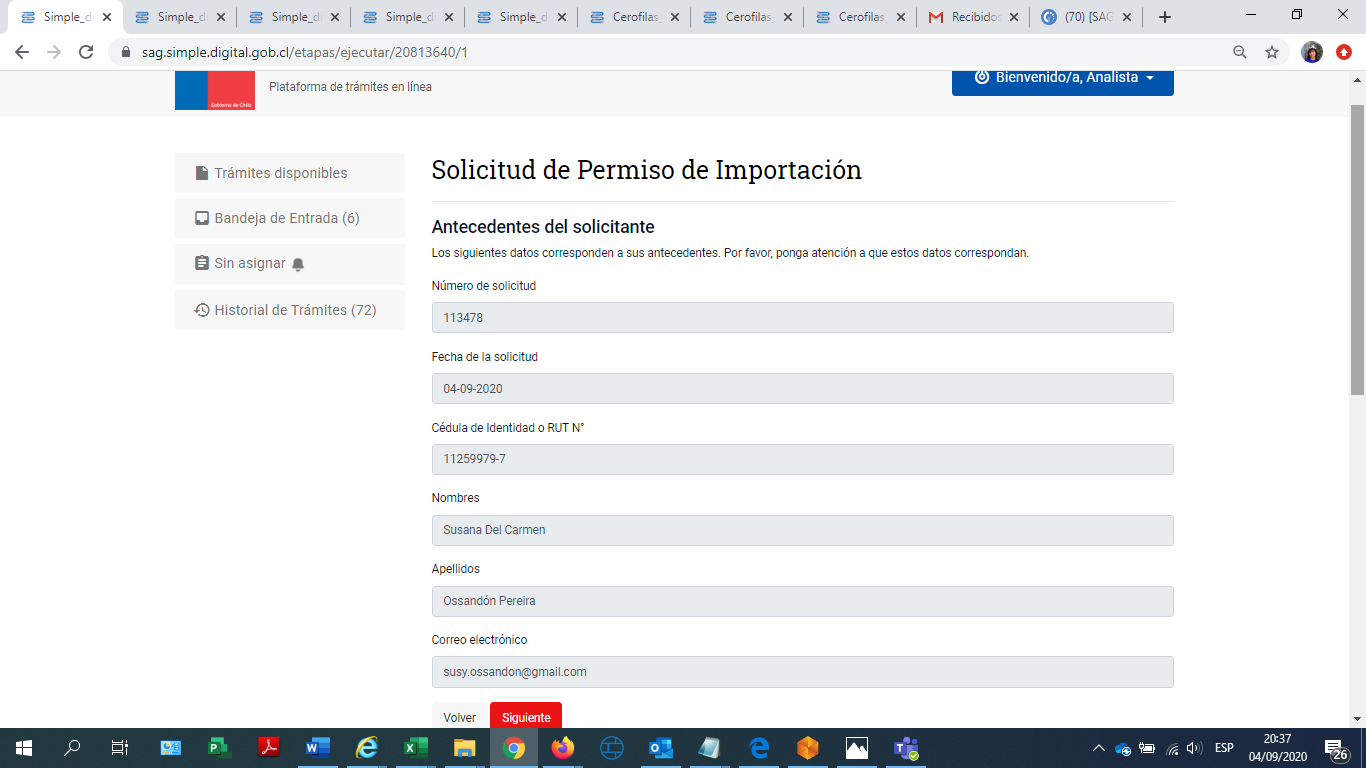 Simple_d
Simple_d
Simple_d
Simple_d
Simple_d
Cerofilas_
Cerofilas_
Cerofilas_
Recibidos
(70) [SAG
sag.simple.digital.gob.cl/etapas/ejecutar/20813640/1
Gobierno de Chile
Plataforma de trámites en línea
Bienvenido/a, Analista
Trámites disponibles
Bandeja de Entrada (6)
Sin asignar
Historial de Trámites (72)
Solicitud de Permiso de Importación
Antecedentes del solicitante
Los siguientes datos corresponden a sus antecedentes. Por favor, ponga atención a que estos datos correspondan.
Número de solicitud
113478
Fecha de la solicitud
04-09-2020
Cédula de Identidad o RUT N°
11259979-7
Nombres
Susana Del Carmen
Apellidos
Ossandón Pereira
Correo electrónico
susy.ossandon@gmail.com
Volver
Siguiente
ESP
20:37
04/09/2020
26